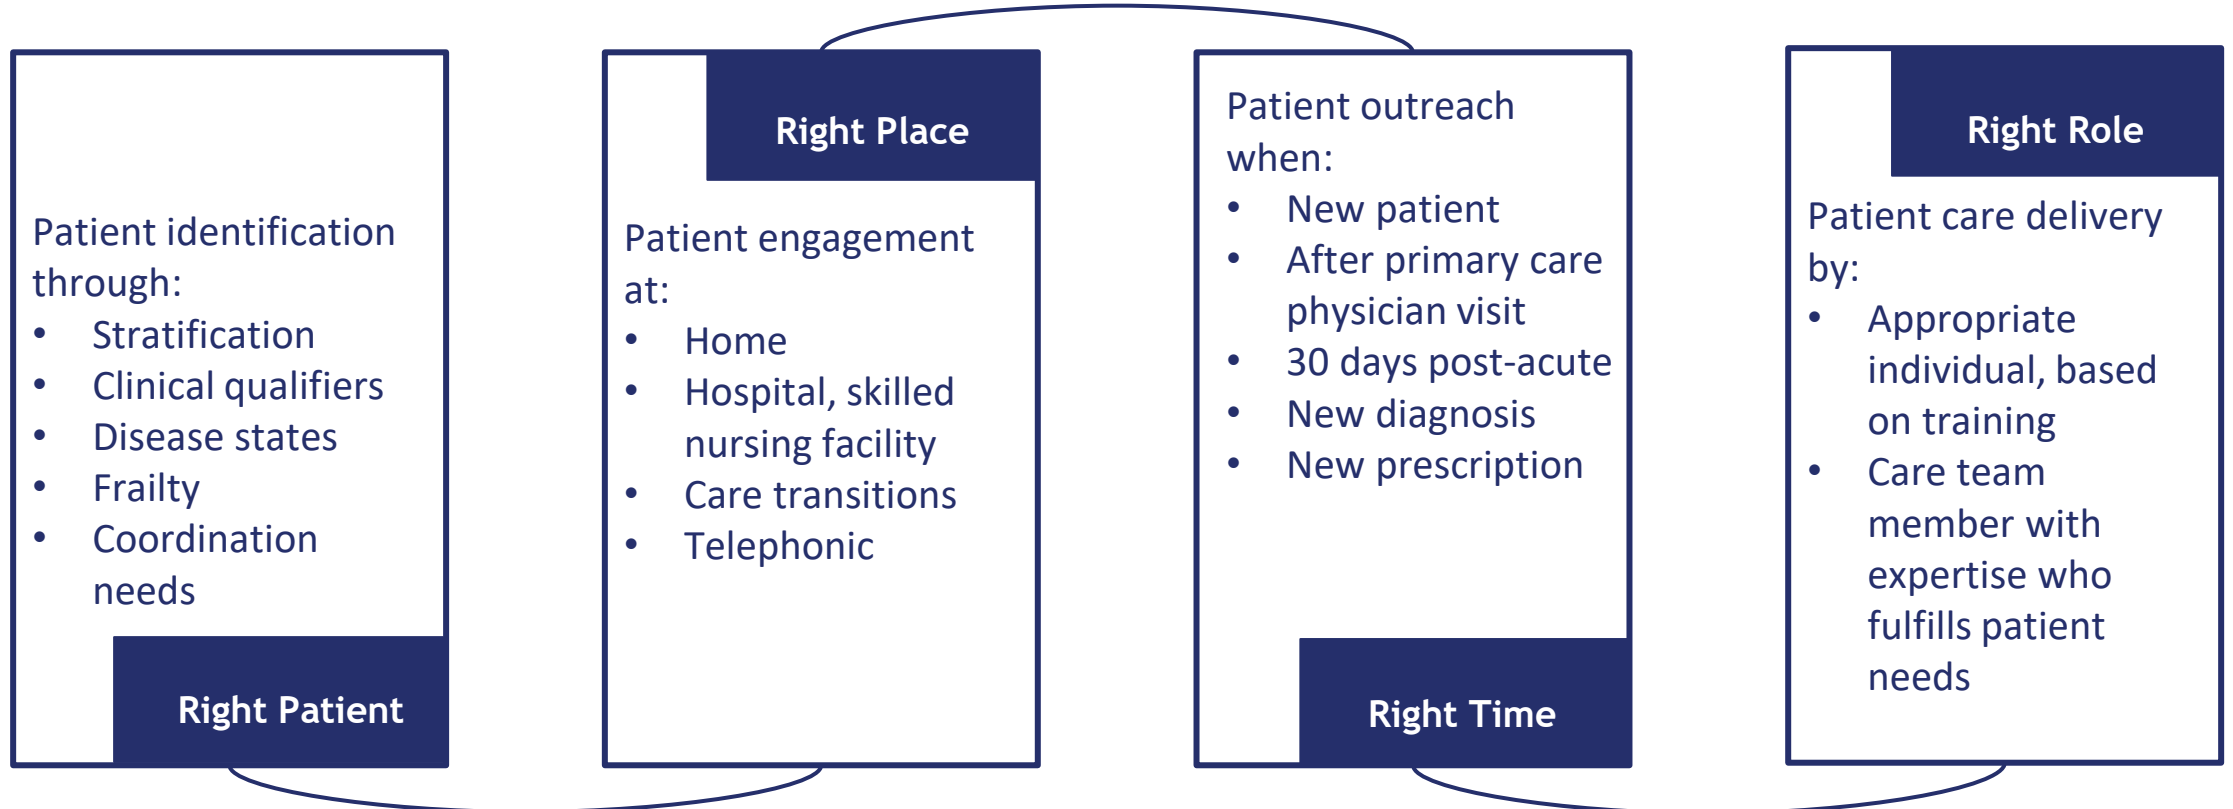 Patient identification
through:
• Stratification
• Clinical qualifiers
• Disease states
• Frailty
• Coordination
needs
Right Patient
Right Place
Patient engagement
at:
• Home
• Hospital, skilled
nursing facility
• Care transitions
• Telephonic
Patient outreach
when:
• New patient
• After primary care
physician visit
• 30 days post-acute
• New diagnosis
• New prescription
Right Time
Right Role
Patient care delivery
by:
• Appropriate
individual, based
on training
• Care team
member with
expertise who
fulfills patient
needs